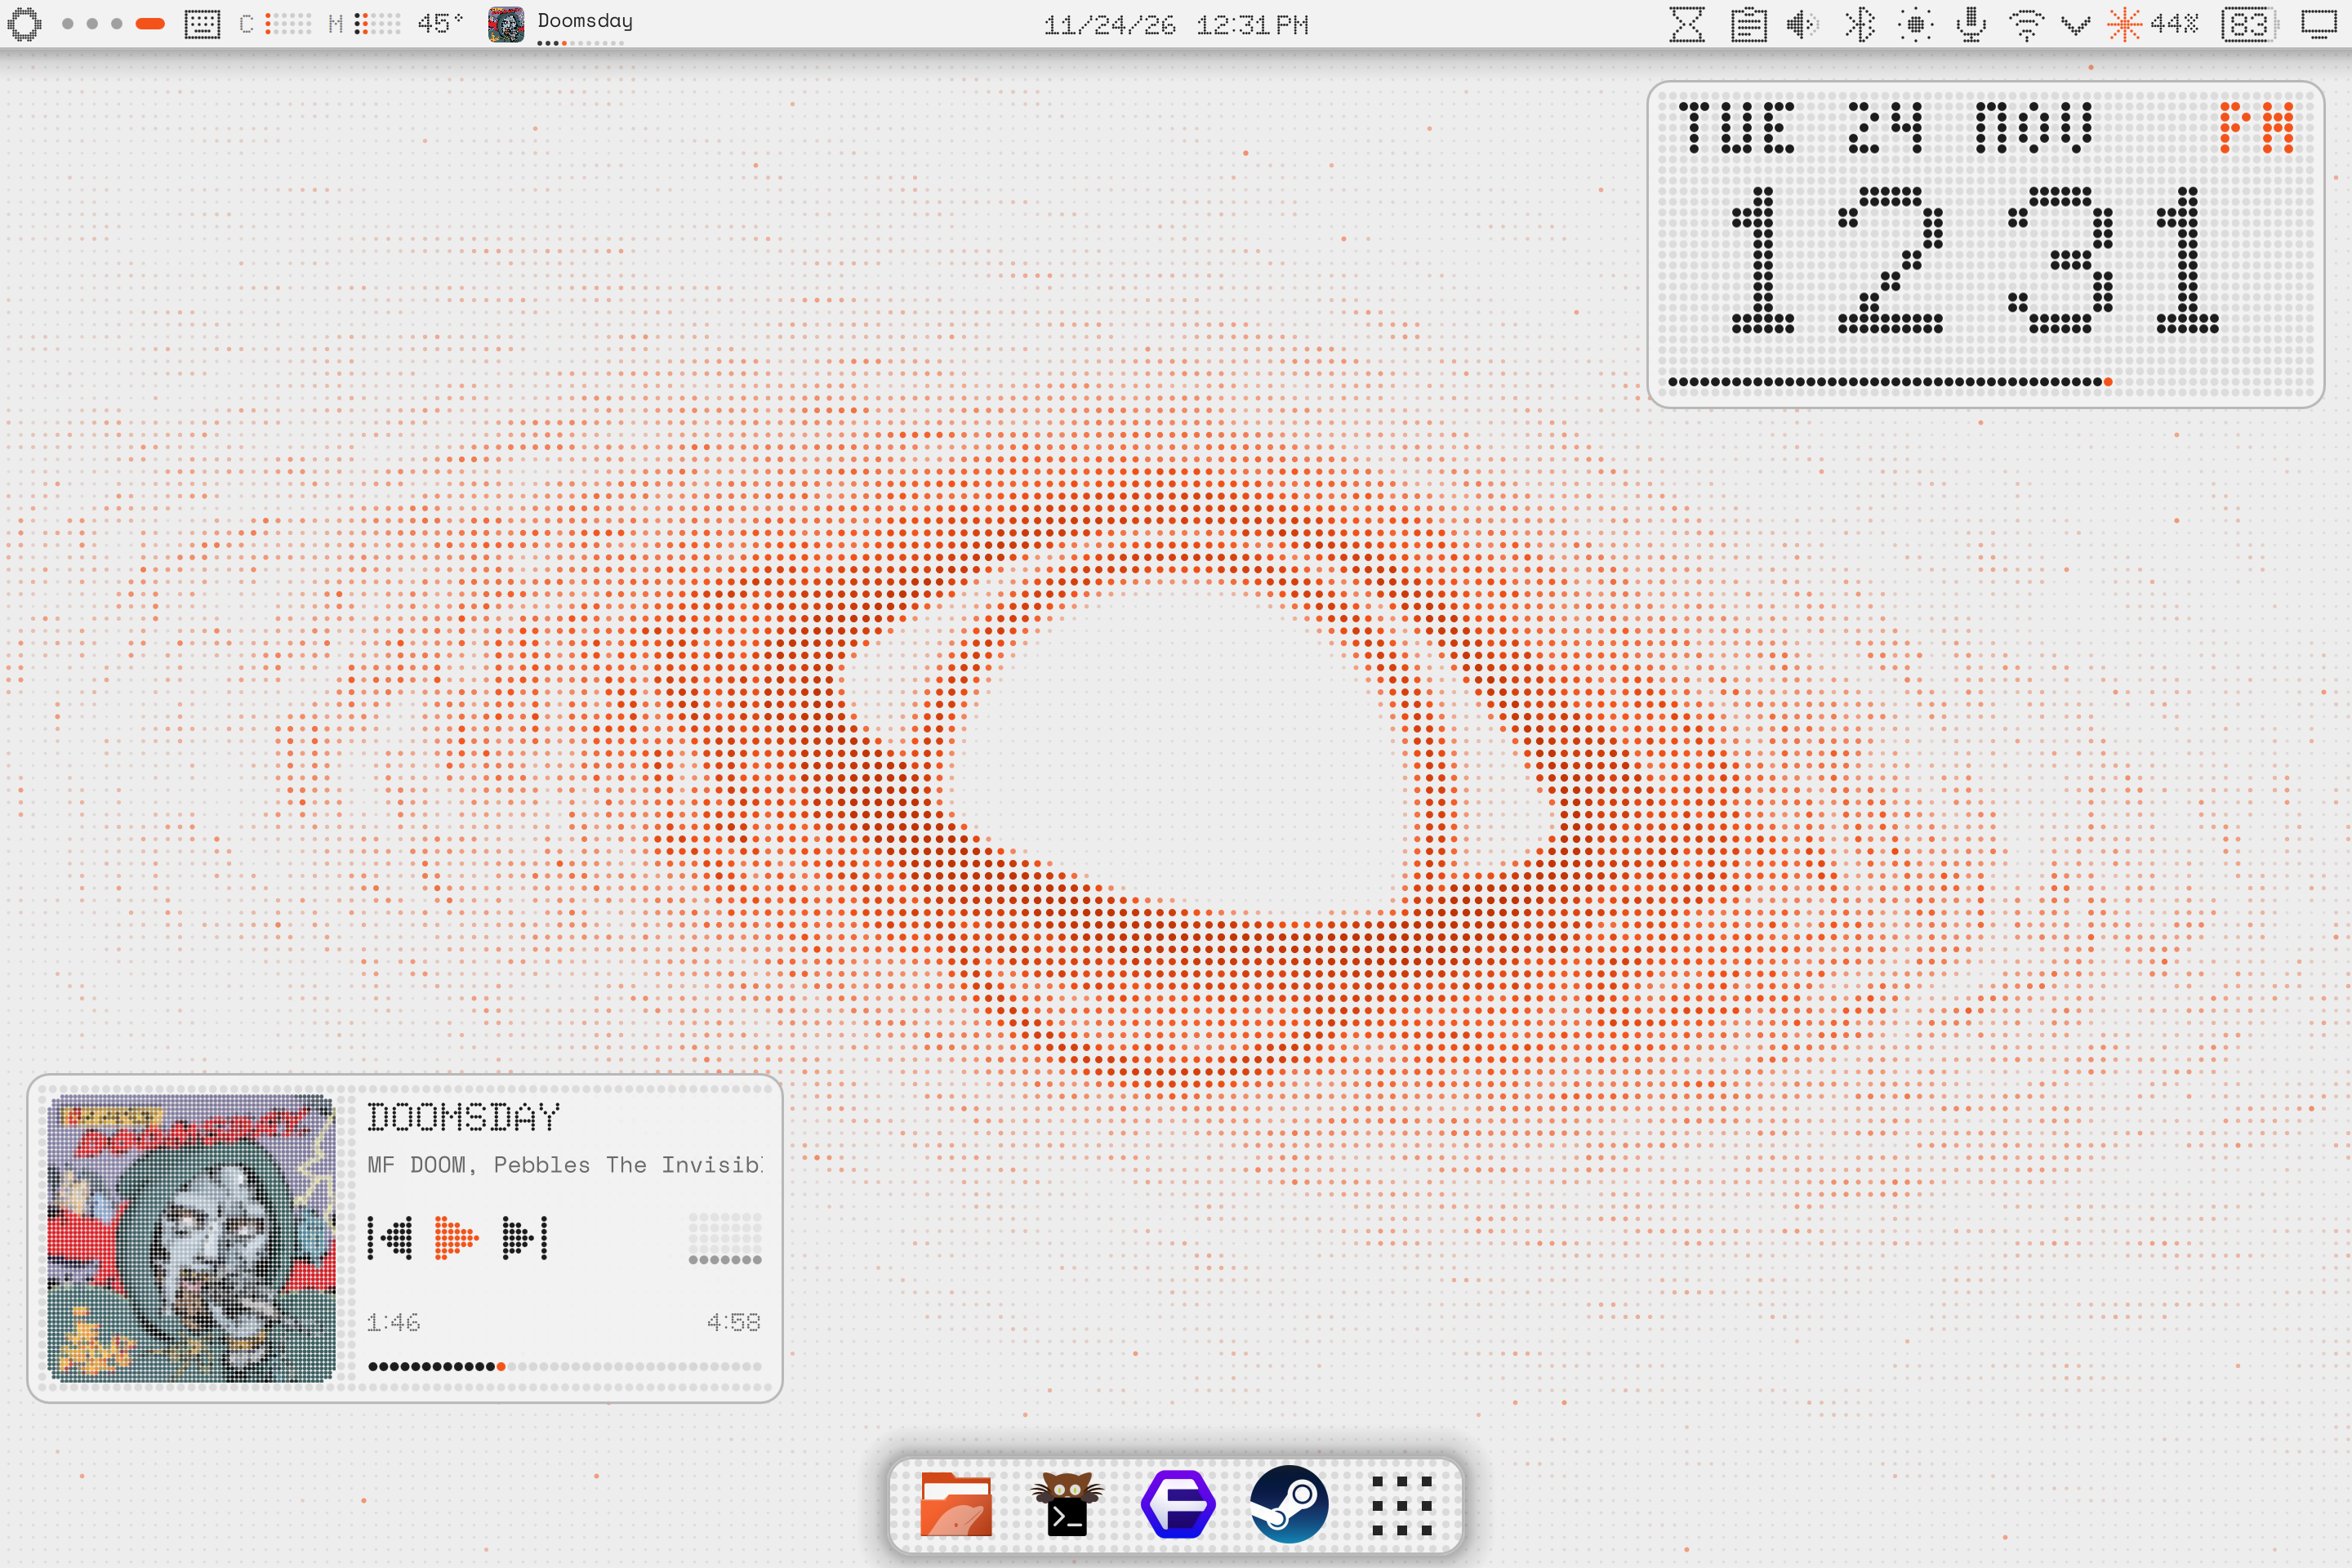 C M 45° Doomsday 11/24/26 12:31 PM 44% 83
TUE 24 NOV PM
12 31
DOOMSDAY
MF DOOM, Pebbles The Invisib
1:46 4:58